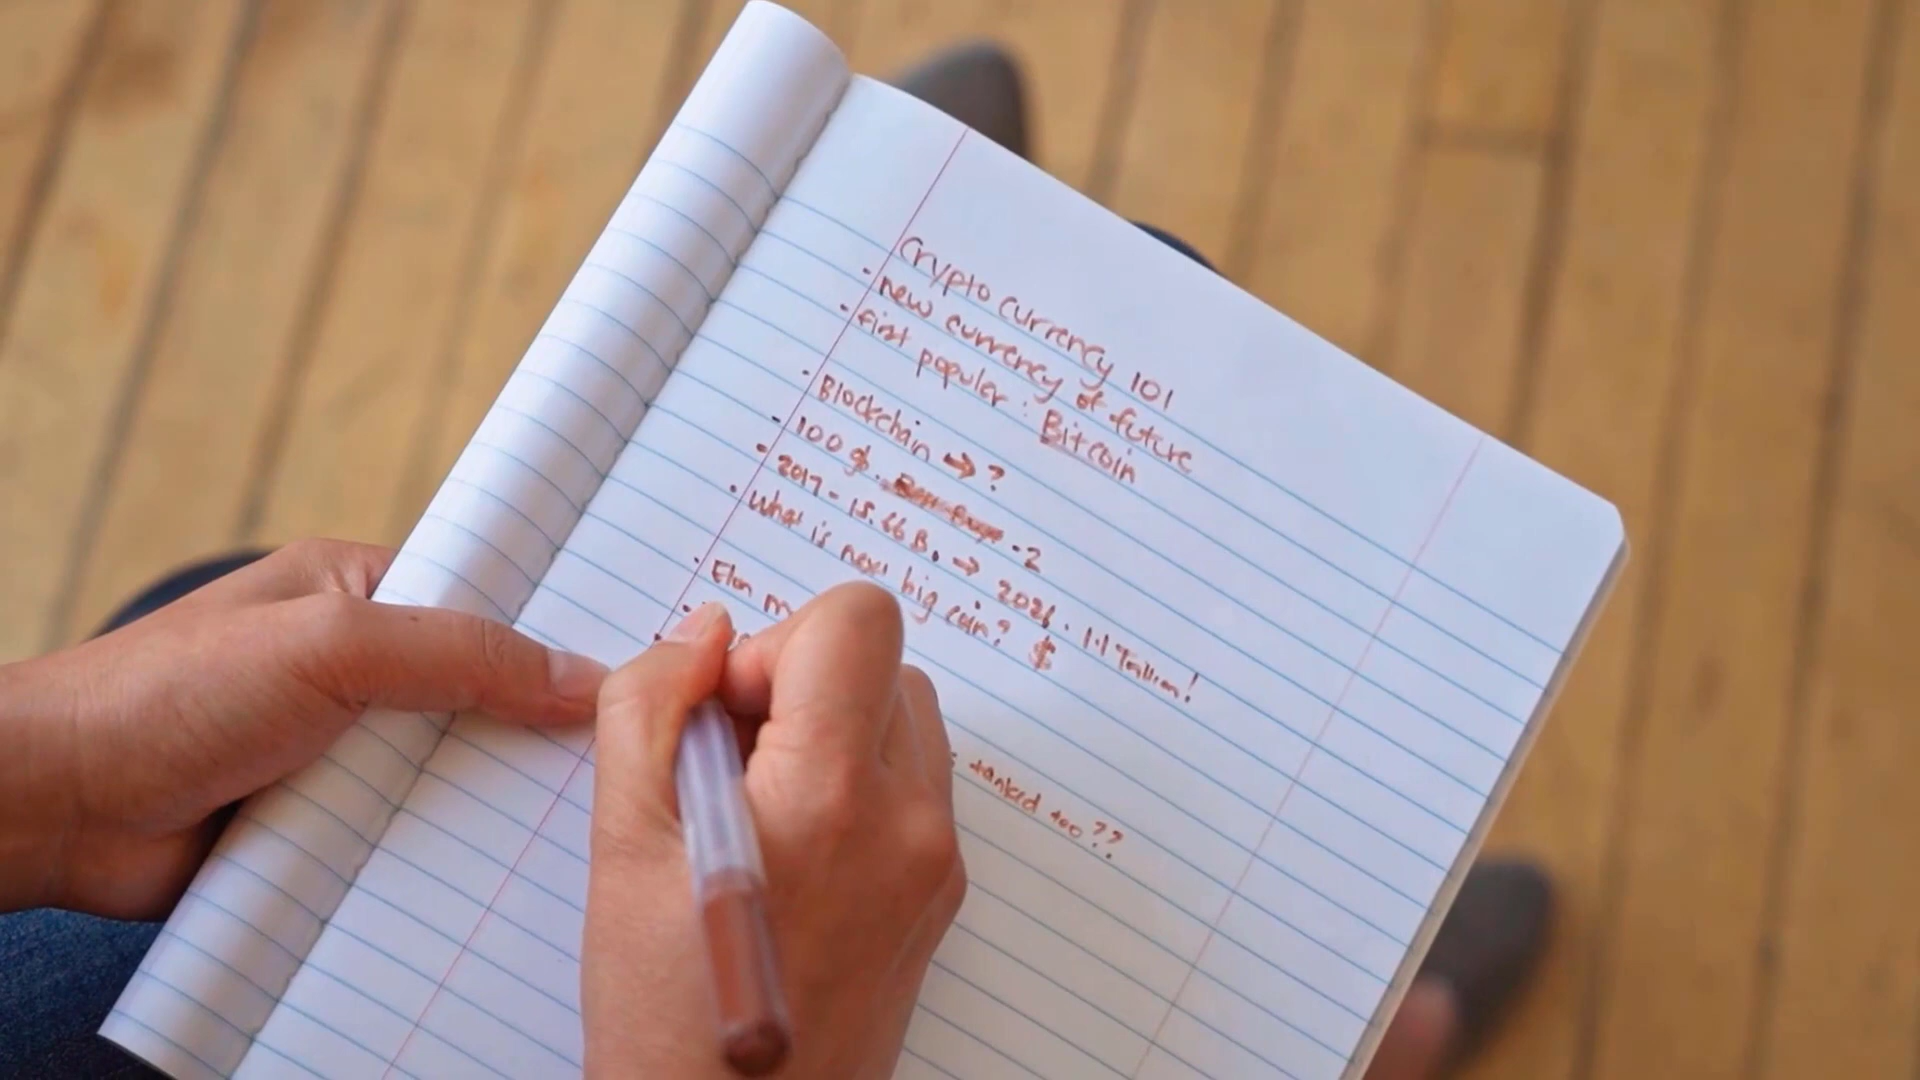 Crypto currency 101
· new currency of future
· first popular : Bitcoin
· Blockchain → ?
- 100 $. - 2
- 2017 - 15.66 B. → 2021. 1.1 Trillion!
· What is next big coin? $
· Elon
tanked too??